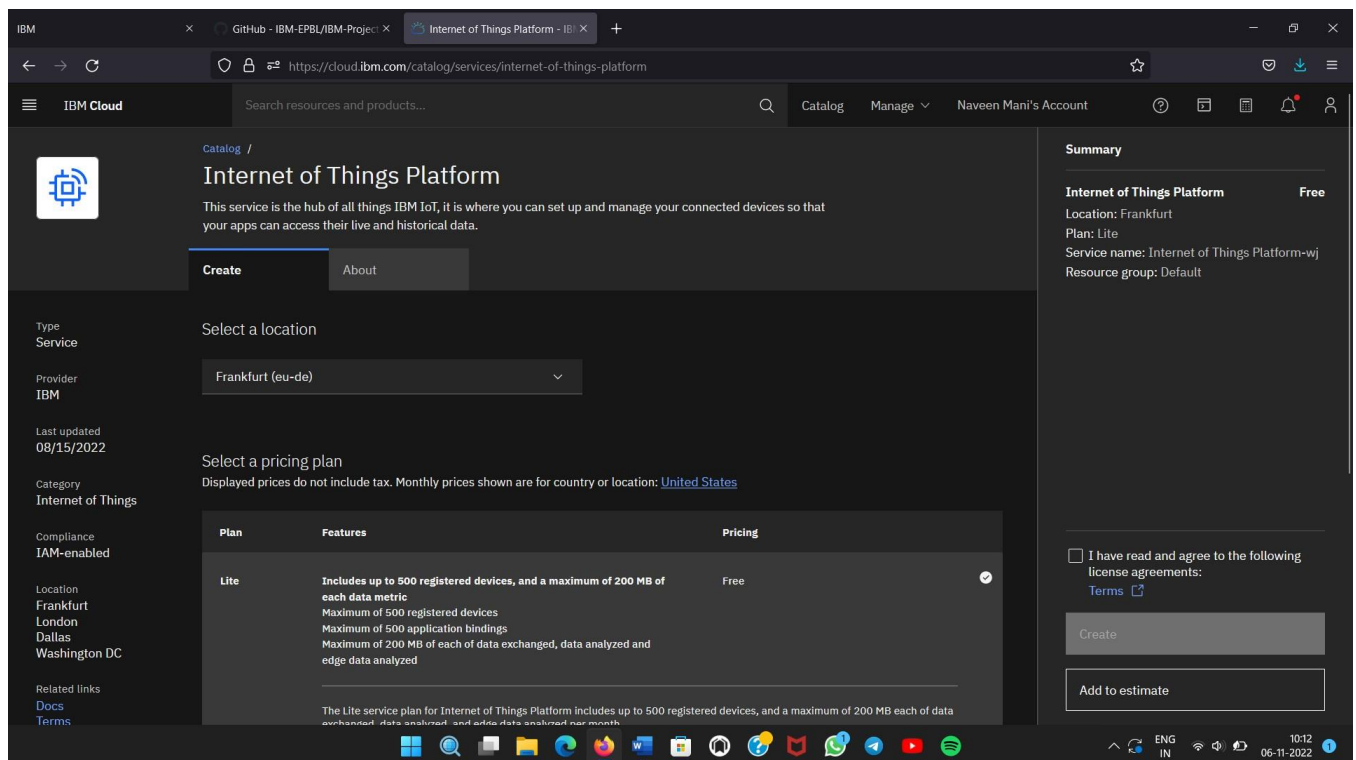 IBM
GitHub - IBM-EPBL/IBM-Project
Internet of Things Platform - IB
https://cloud.ibm.com/catalog/services/internet-of-things-platform
IBM Cloud
Search resources and products...
Catalog
Manage
Naveen Mani's Account
Catalog /
Internet of Things Platform
This service is the hub of all things IBM IoT, it is where you can set up and manage your connected devices so that
your apps can access their live and historical data.
Create
About
Type
Service
Provider
IBM
Last updated
08/15/2022
Category
Internet of Things
Compliance
IAM-enabled
Location
Frankfurt
London
Dallas
Washington DC
Related links
Docs
Terms
Select a location
Frankfurt (eu-de)
Select a pricing plan
Displayed prices do not include tax. Monthly prices shown are for country or location: United States
Plan
Features
Pricing
Lite
Includes up to 500 registered devices, and a maximum of 200 MB of
each data metric
Maximum of 500 registered devices
Maximum of 500 application bindings
Maximum of 200 MB of each of data exchanged, data analyzed and
edge data analyzed
Free
The Lite service plan for Internet of Things Platform includes up to 500 registered devices, and a maximum of 200 MB each of data
exchanged, data analyzed, and edge data analyzed per month
Summary
Internet of Things Platform Free
Location: Frankfurt
Plan: Lite
Service name: Internet of Things Platform-wj
Resource group: Default
I have read and agree to the following
license agreements:
Terms
Create
Add to estimate
ENG
IN
10:12
06-11-2022
1